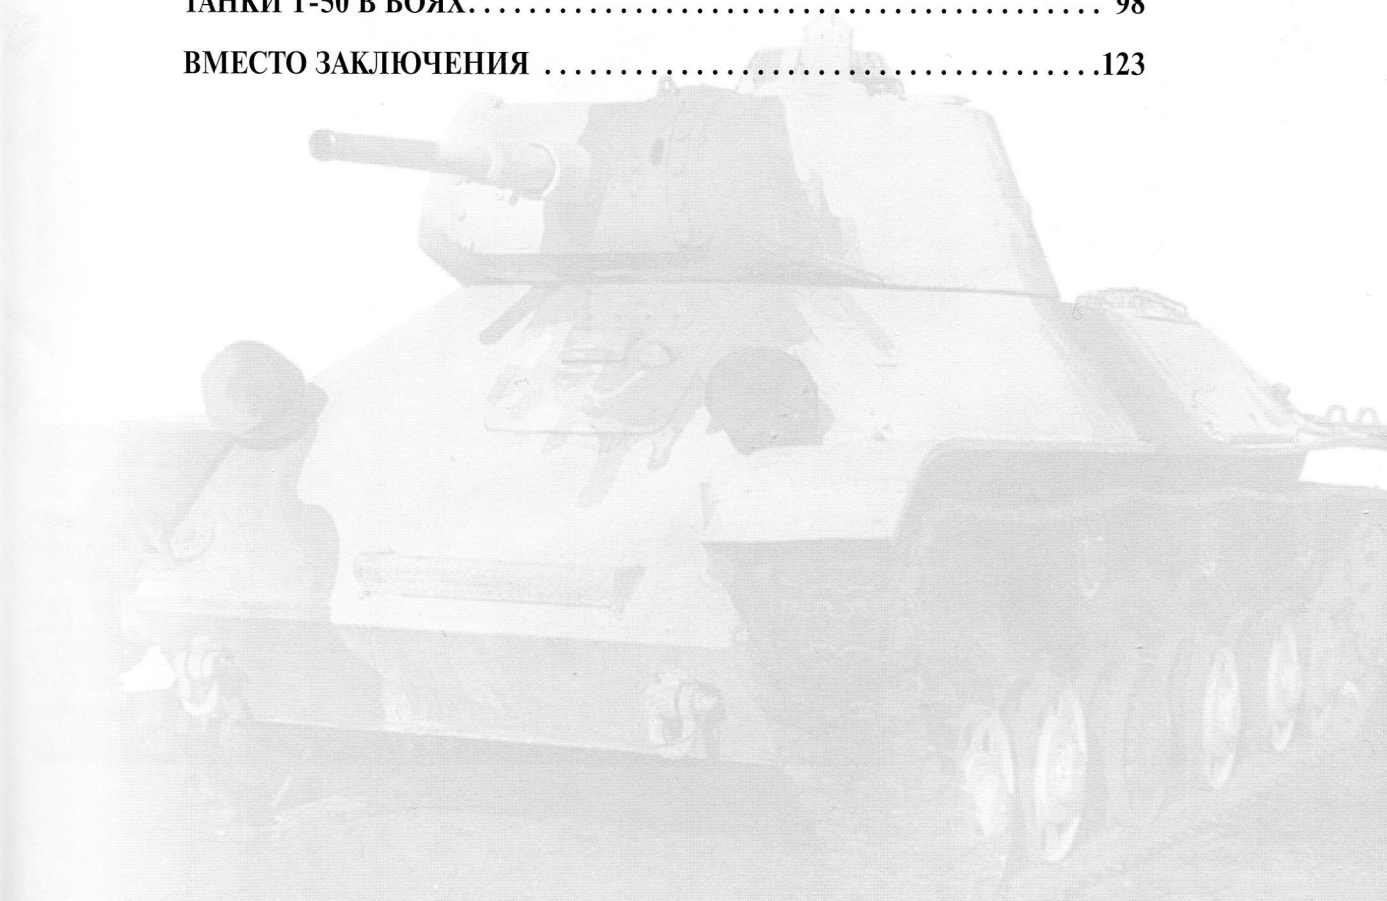 ТАНКИ Т-50 В БОЯХ. . . . . . . . . . . . . . . . . . . . . . . . . . . . . . . . . . . . . . . . . . . 98
ВМЕСТО ЗАКЛЮЧЕНИЯ . . . . . . . . . . . . . . . . . . . . . . . . . . . . . . . . . . . . . .123